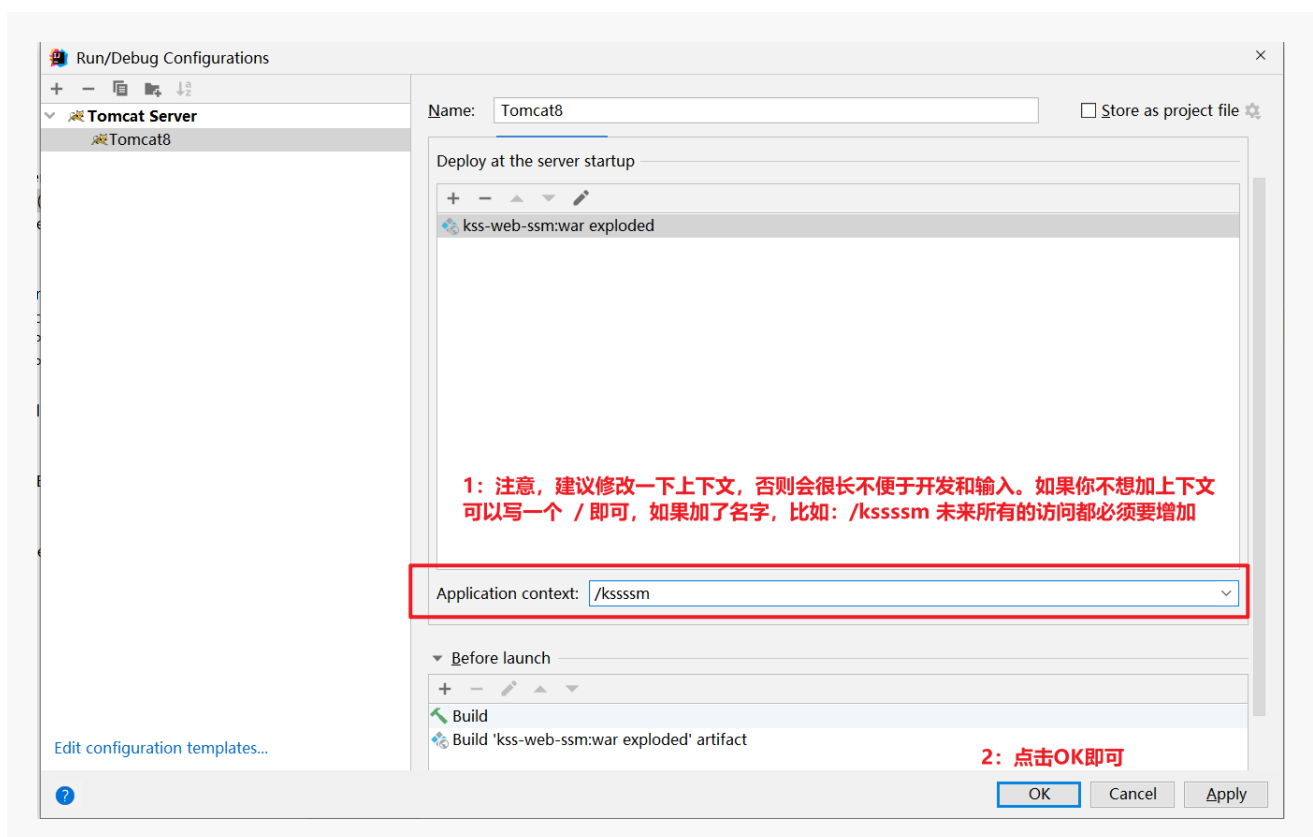 Run/Debug Configurations
Tomcat Server
Tomcat8
Name: Tomcat8
Store as project file
Deploy at the server startup
kss-web-ssm:war exploded
1：注意，建议修改一下上下文，否则会很长不便于开发和输入。如果你不想加上下文
可以写一个 / 即可，如果加了名字，比如：/kssssm 未来所有的访问都必须要增加
Application context: /kssssm
Before launch
Build
Build 'kss-web-ssm:war exploded' artifact
Edit configuration templates...
2：点击OK即可
OK Cancel Apply